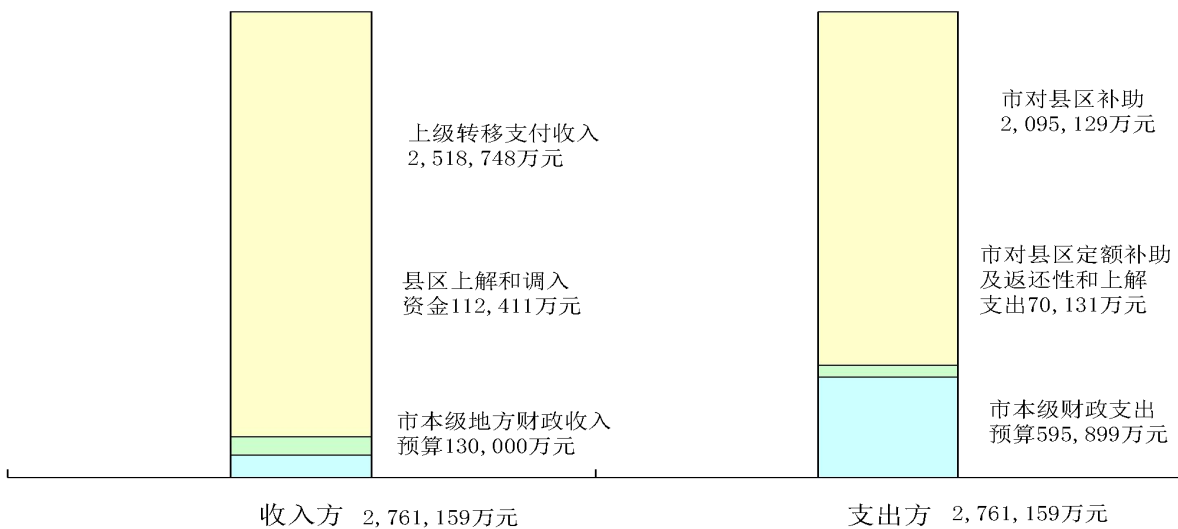 上级转移支付收入
2,518,748万元
县区上解和调入
资金112,411万元
市本级地方财政收入
预算130,000万元
收入方 2,761,159万元
市对县区补助
2,095,129万元
市对县区定额补助
及返还性和上解
支出70,131万元
市本级财政支出
预算595,899万元
支出方 2,761,159万元